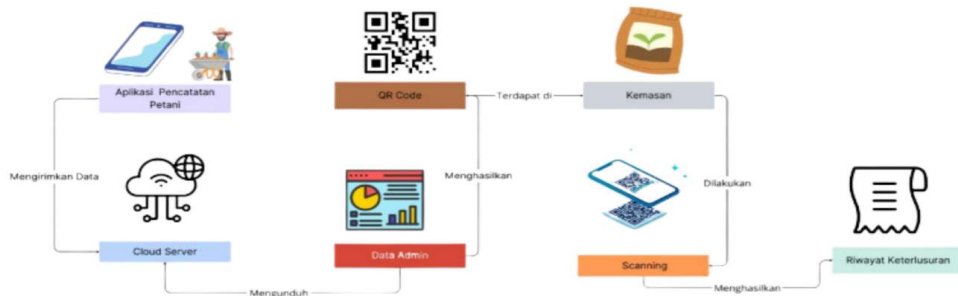 Aplikasi Pencatatan
Petani
QR Code
Terdapat di
Kemasan
Mengirimkan Data
Menghasilkan
Dilakukan
Cloud Server
Data Admin
Scanning
Riwayat Keterlusuran
Mengunduh
Menghasilkan